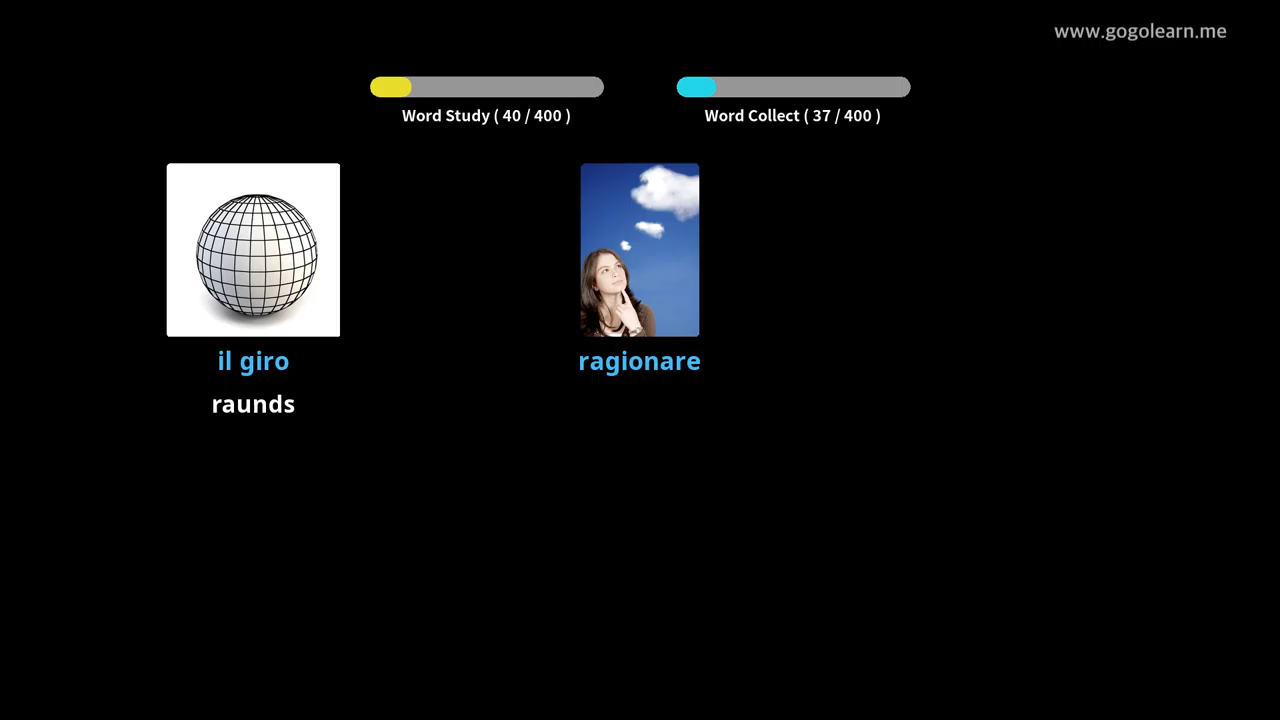 www.gogolearn.me
Word Study ( 40 / 400 )
Word Collect ( 37 / 400 )
il giro
ragionare
raunds